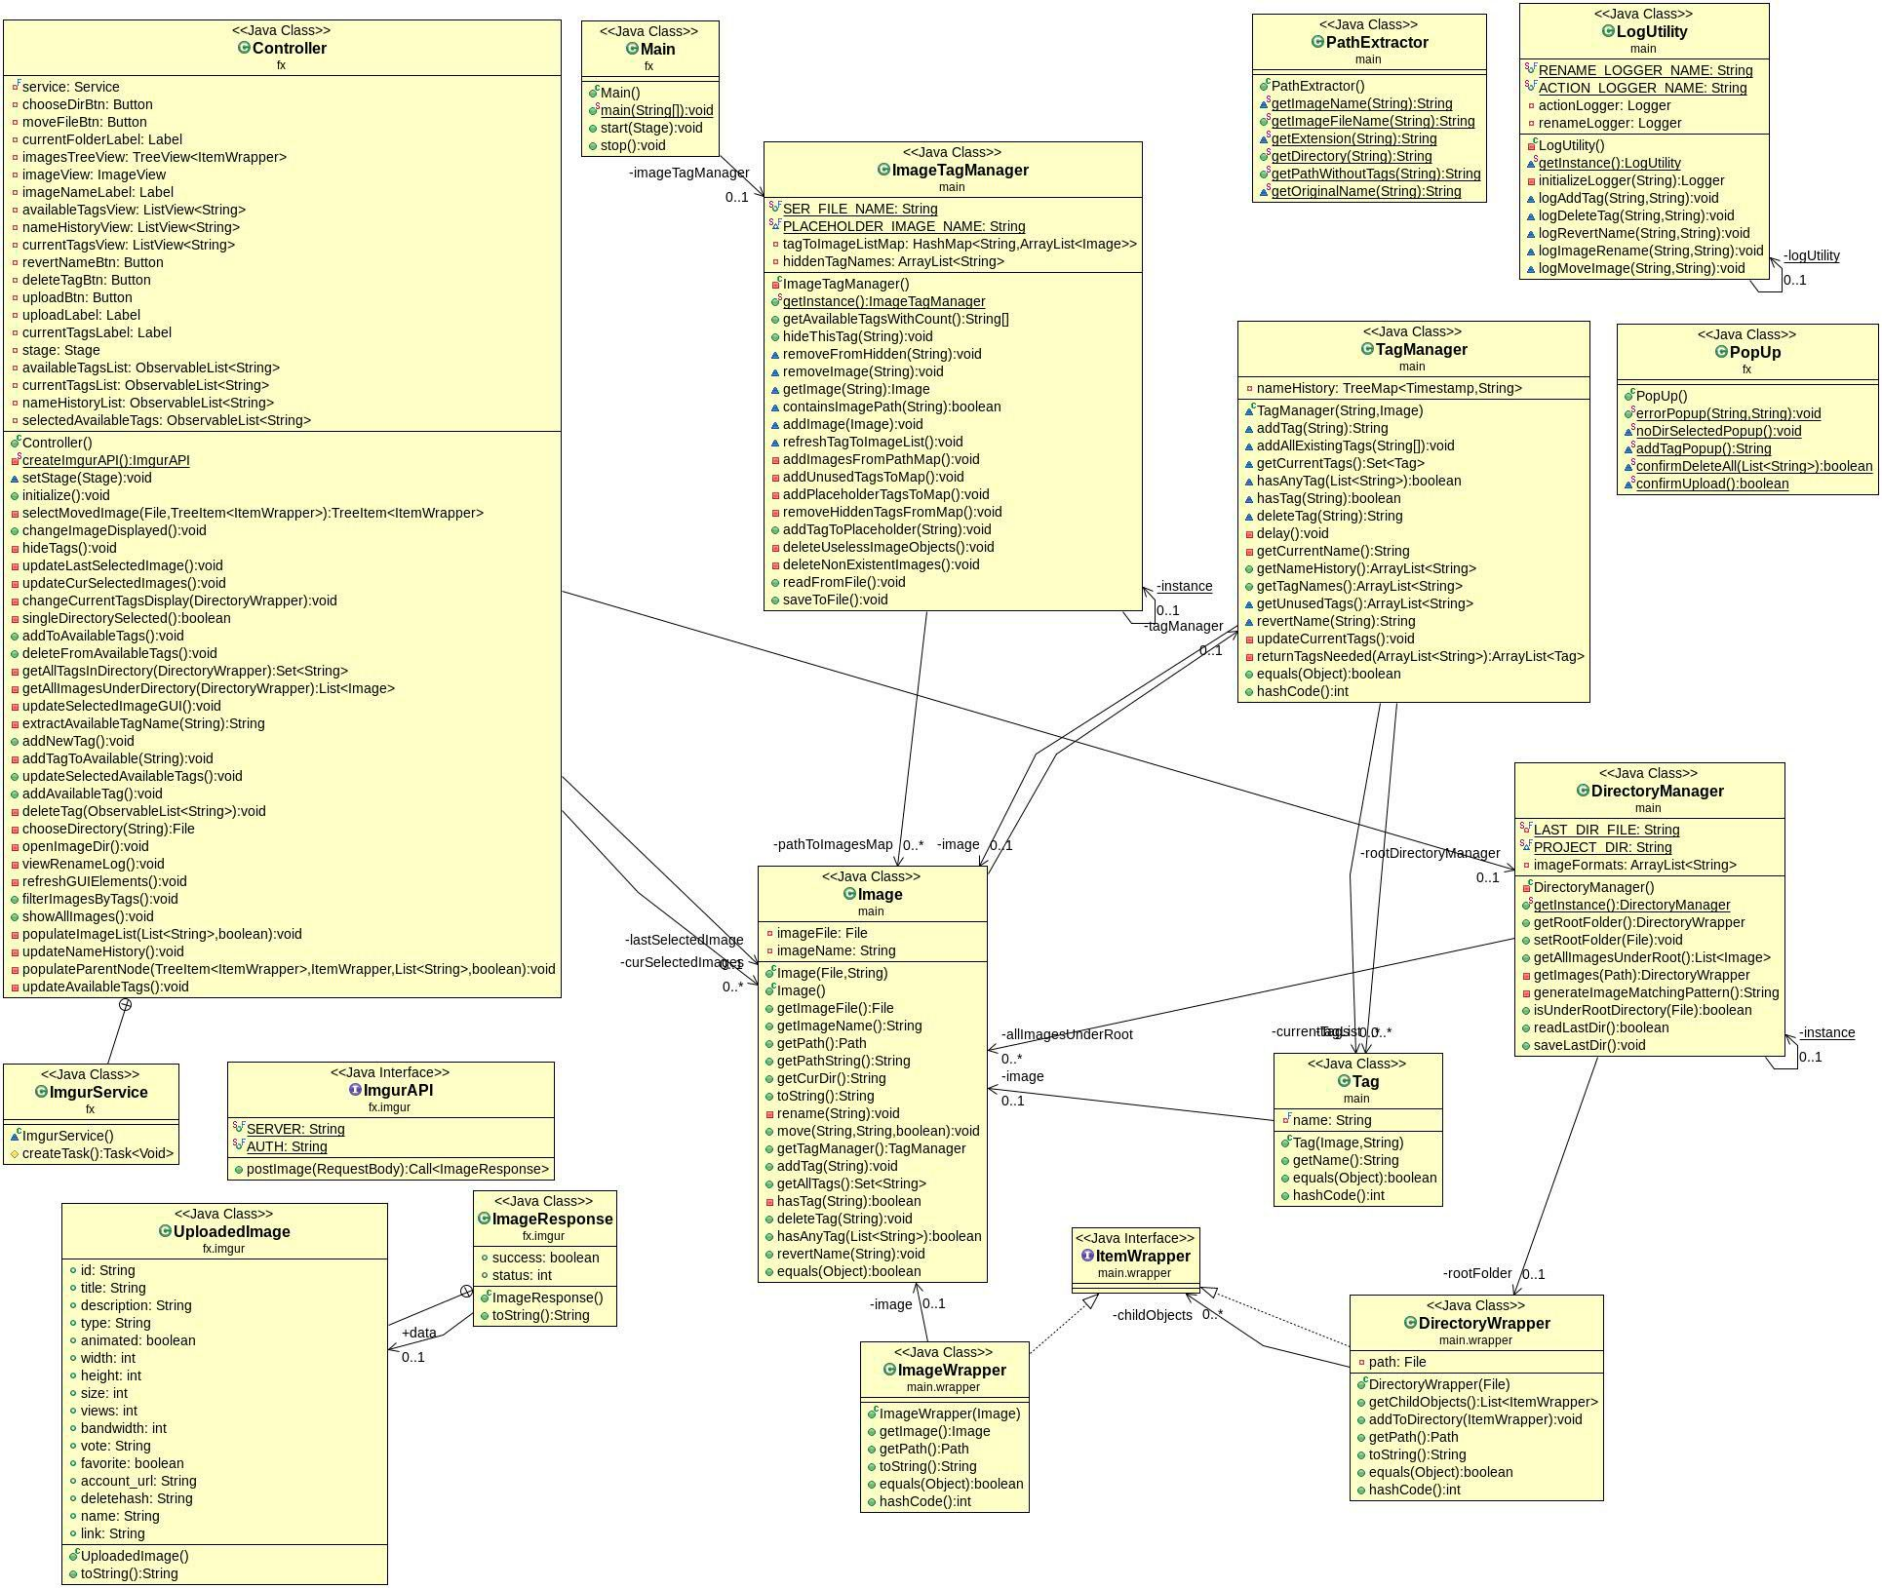 <<Java Class>>
Controller
fx
service: Service
chooseDirBtn: Button
moveFileBtn: Button
currentFolderLabel: Label
imagesTreeView: TreeView<ItemWrapper>
imageView: ImageView
imageNameLabel: Label
availableTagsView: ListView<String>
nameHistoryView: ListView<String>
currentTagsView: ListView<String>
revertNameBtn: Button
deleteTagBtn: Button
uploadBtn: Button
uploadLabel: Label
currentTagsLabel: Label
stage: Stage
availableTagsList: ObservableList<String>
currentTagsList: ObservableList<String>
nameHistoryList: ObservableList<String>
selectedAvailableTags: ObservableList<String>
Controller()
createImgurAPI():ImgurAPI
setStage(Stage):void
initialize():void
selectMovedImage(File,TreeItem<ItemWrapper>):TreeItem<ItemWrapper>
changeImageDisplayed():void
hideTags():void
updateLastSelectedImage():void
updateCurSelectedImages():void
changeCurrentTagsDisplay(DirectoryWrapper):void
singleDirectorySelected():boolean
addToAvailableTags():void
deleteFromAvailableTags():void
getAllTagsInDirectory(DirectoryWrapper):Set<String>
getAllImagesUnderDirectory(DirectoryWrapper):List<Image>
updateSelectedImageGUI():void
extractAvailableTagName(String):String
addNewTag():void
addTagToAvailable(String):void
updateSelectedAvailableTags():void
addAvailableTag():void
deleteTag(ObservableList<String>):void
chooseDirectory(String):File
openImageDir():void
viewRenameLog():void
refreshGUIElements():void
filterImagesByTags():void
showAllImages():void
populateImageList(List<String>,boolean):void
updateNameHistory():void
populateParentNode(TreeItem<ItemWrapper>,ItemWrapper,List<String>,boolean):void
updateAvailableTags():void
<<Java Class>>
Main
fx
Main()
main(String[]):void
start(Stage):void
stop():void
-imageTagManager
0..1
<<Java Class>>
ImageTagManager
main
SER_FILE_NAME: String
PLACEHOLDER_IMAGE_NAME: String
tagToImageListMap: HashMap<String,ArrayList<Image>>
hiddenTagNames: ArrayList<String>
ImageTagManager()
getInstance():ImageTagManager
getAvailableTagsWithCount():String[]
hideThisTag(String):void
removeFromHidden(String):void
removeImage(String):void
getImage(String):Image
containsImagePath(String):boolean
addImage(Image):void
refreshTagToImageList():void
addImagesFromPathMap():void
addUnusedTagsToMap():void
addPlaceholderTagsToMap():void
removeHiddenTagsFromMap():void
addTagToPlaceholder(String):void
deleteUselessImageObjects():void
deleteNonExistentImages():void
readFromFile():void
saveToFile():void
-instance
0..1
<<Java Class>>
PathExtractor
main
PathExtractor()
getImageName(String):String
getImageFileName(String):String
getExtension(String):String
getDirectory(String):String
getPathWithoutTags(String):String
getOriginalName(String):String
<<Java Class>>
LogUtility
main
RENAME_LOGGER_NAME: String
ACTION_LOGGER_NAME: String
actionLogger: Logger
renameLogger: Logger
LogUtility()
getInstance():LogUtility
initializeLogger(String):Logger
logAddTag(String,String):void
logDeleteTag(String,String):void
logRevertName(String,String):void
logImageRename(String,String):void
logMoveImage(String,String):void
-logUtility
0..1
<<Java Class>>
TagManager
main
nameHistory: TreeMap<Timestamp,String>
TagManager(String,Image)
addTag(String):String
addAllExistingTags(String[]):void
getCurrentTags():Set<Tag>
hasAnyTag(List<String>):boolean
hasTag(String):boolean
deleteTag(String):String
delay():void
getCurrentName():String
getNameHistory():ArrayList<String>
getTagNames():ArrayList<String>
getUnusedTags():ArrayList<String>
revertName(String):String
updateCurrentTags():void
returnTagsNeeded(ArrayList<String>):ArrayList<Tag>
equals(Object):boolean
hashCode():int
-tagManager
0..1
<<Java Class>>
PopUp
fx
PopUp()
errorPopup(String,String):void
noDirSelectedPopup():void
addTagPopup():String
confirmDeleteAll(List<String>):boolean
confirmUpload():boolean
<<Java Class>>
DirectoryManager
main
LAST_DIR_FILE: String
PROJECT_DIR: String
imageFormats: ArrayList<String>
DirectoryManager()
getInstance():DirectoryManager
getRootFolder():DirectoryWrapper
setRootFolder(File):void
getAllImagesUnderRoot():List<Image>
getImages(Path):DirectoryWrapper
generateImageMatchingPattern():String
isUnderRootDirectory(File):boolean
readLastDir():boolean
saveLastDir():void
-instance
0..1
-rootDirectoryManager
0..1
-pathToImagesMap 0..*
-image 0..1
<<Java Class>>
Image
main
imageFile: File
imageName: String
Image(File,String)
Image()
getImageFile():File
getImageName():String
getPath():Path
getPathString():String
getCurDir():String
toString():String
rename(String):void
move(String,String,boolean):void
getTagManager():TagManager
addTag(String):void
getAllTags():Set<String>
hasTag(String):boolean
deleteTag(String):void
hasAnyTag(List<String>):boolean
revertName(String):void
equals(Object):boolean
-lastSelectedImage
0..1
-curSelectedImages
0..*
-allImagesUnderRoot
0..*
-image
0..1
-currentTags
0..*
<<Java Class>>
Tag
main
name: String
Tag(Image,String)
getName():String
equals(Object):boolean
hashCode():int
<<Java Class>>
ImgurService
fx
ImgurService()
createTask():Task<Void>
<<Java Interface>>
ImgurAPI
fx.imgur
SERVER: String
AUTH: String
postImage(RequestBody):Call<ImageResponse>
<<Java Class>>
UploadedImage
fx.imgur
id: String
title: String
description: String
type: String
animated: boolean
width: int
height: int
size: int
views: int
bandwidth: int
vote: String
favorite: boolean
account_url: String
deletehash: String
name: String
link: String
UploadedImage()
toString():String
<<Java Class>>
ImageResponse
fx.imgur
success: boolean
status: int
ImageResponse()
toString():String
+data
0..1
<<Java Interface>>
ItemWrapper
main.wrapper
-image 0..1
-childObjects 0..*
-rootFolder 0..1
<<Java Class>>
ImageWrapper
main.wrapper
ImageWrapper(Image)
getImage():Image
getPath():Path
toString():String
equals(Object):boolean
hashCode():int
<<Java Class>>
DirectoryWrapper
main.wrapper
path: File
DirectoryWrapper(File)
getChildObjects():List<ItemWrapper>
addToDirectory(ItemWrapper):void
getPath():Path
toString():String
equals(Object):boolean
hashCode():int